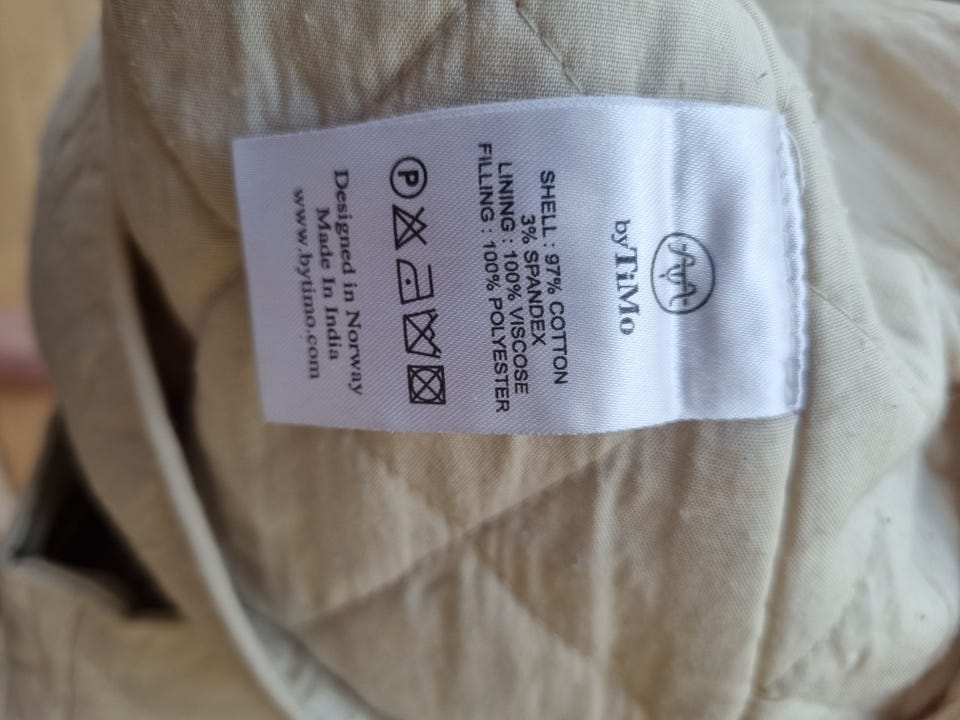 byTiMo
SHELL : 97% COTTON
3% SPANDEX
LINING : 100% VISCOSE
FILLING : 100% POLYESTER
P
Designed in Norway
Made In India
www.bytimo.com